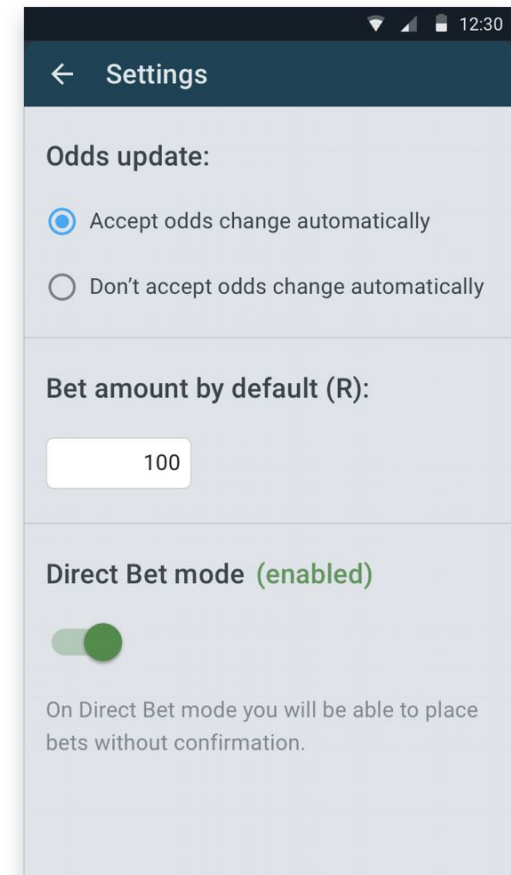 12:30
Settings
Odds update:
Accept odds change automatically
Don’t accept odds change automatically
Bet amount by default (R):
100
Direct Bet mode (enabled)
On Direct Bet mode you will be able to place
bets without confirmation.